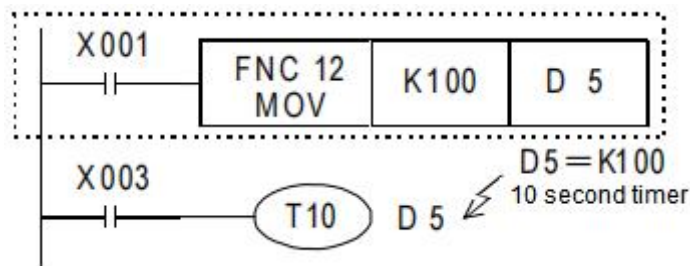 X001
FNC 12
MOV
K100
D 5
X003
T10
D 5
D5=K100
10 second timer